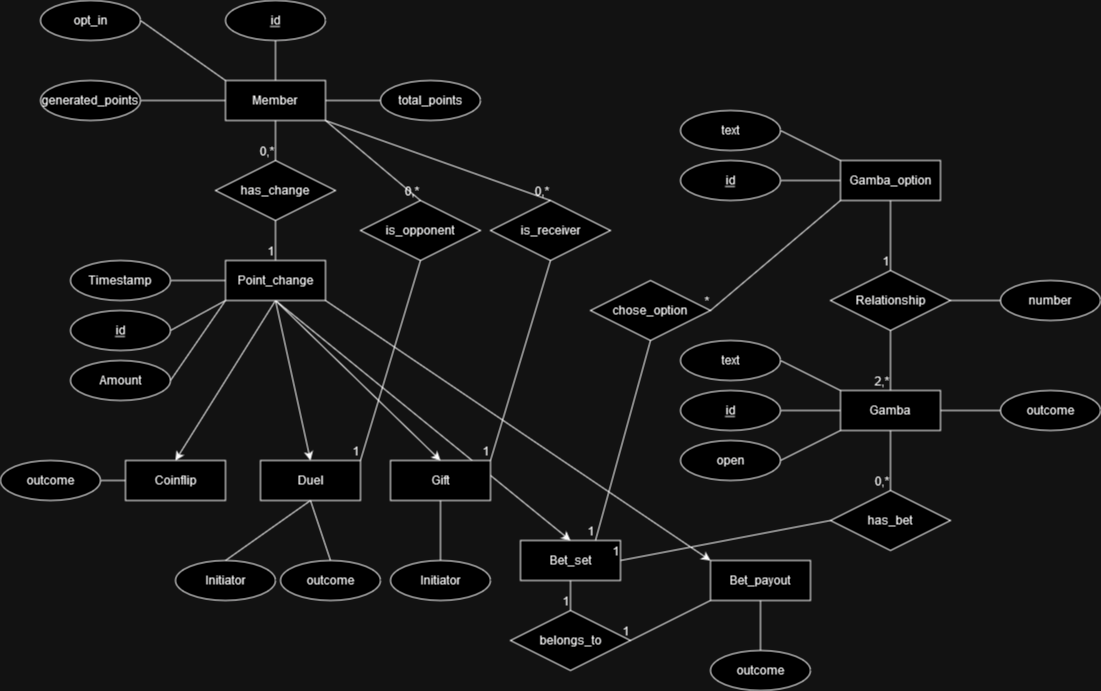 opt_in
id
generated_points
Member
total_points
0,*
has_change
0,*
is_opponent
0,*
is_receiver
1
Timestamp
Point_change
id
Amount
text
id
Gamba_option
1
Relationship
number
*
chose_option
2,*
text
id
Gamba
outcome
open
0,*
has_bet
outcome
Coinflip
1
Duel
1
Gift
Initiator
outcome
Initiator
1
1
Bet_set
Bet_payout
1
1
belongs_to
outcome